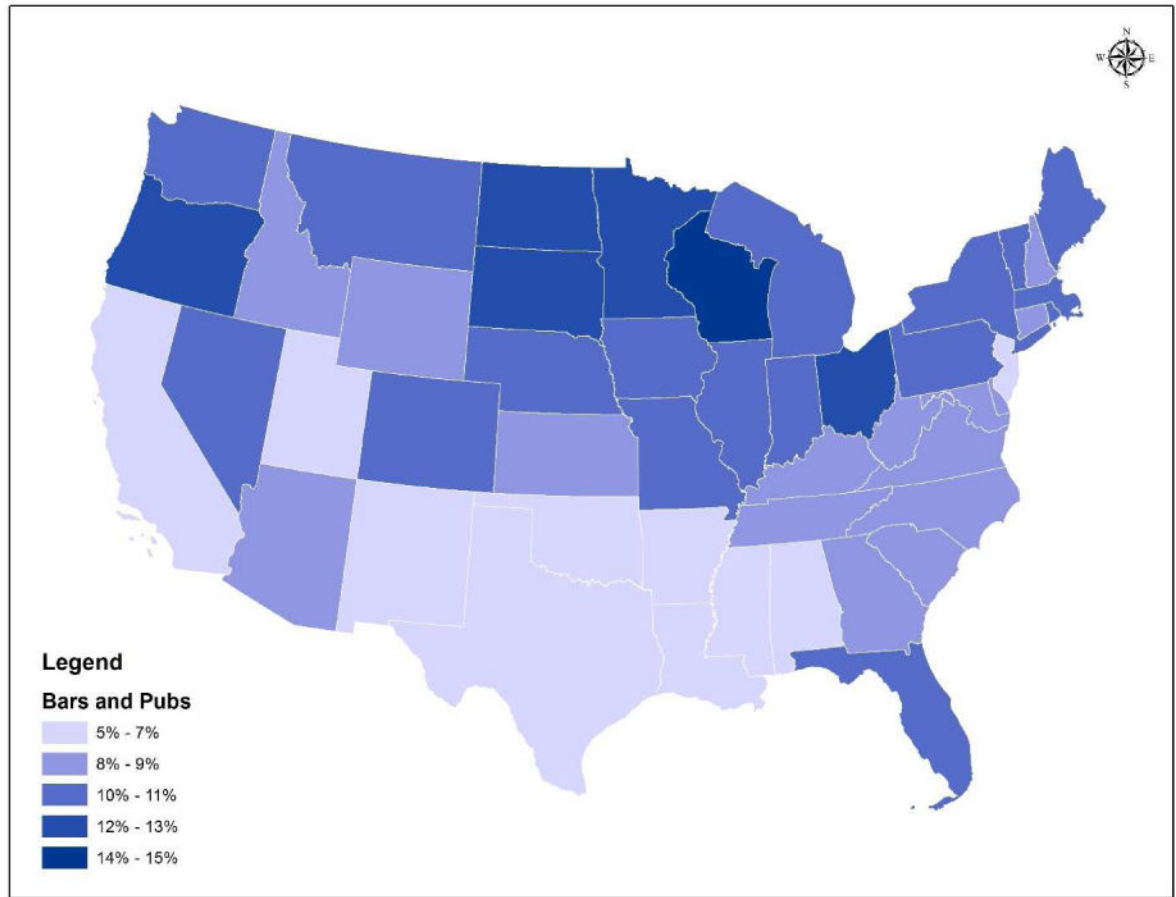 N
W E
S
Legend
Bars and Pubs
5% - 7%
8% - 9%
10% - 11%
12% - 13%
14% - 15%